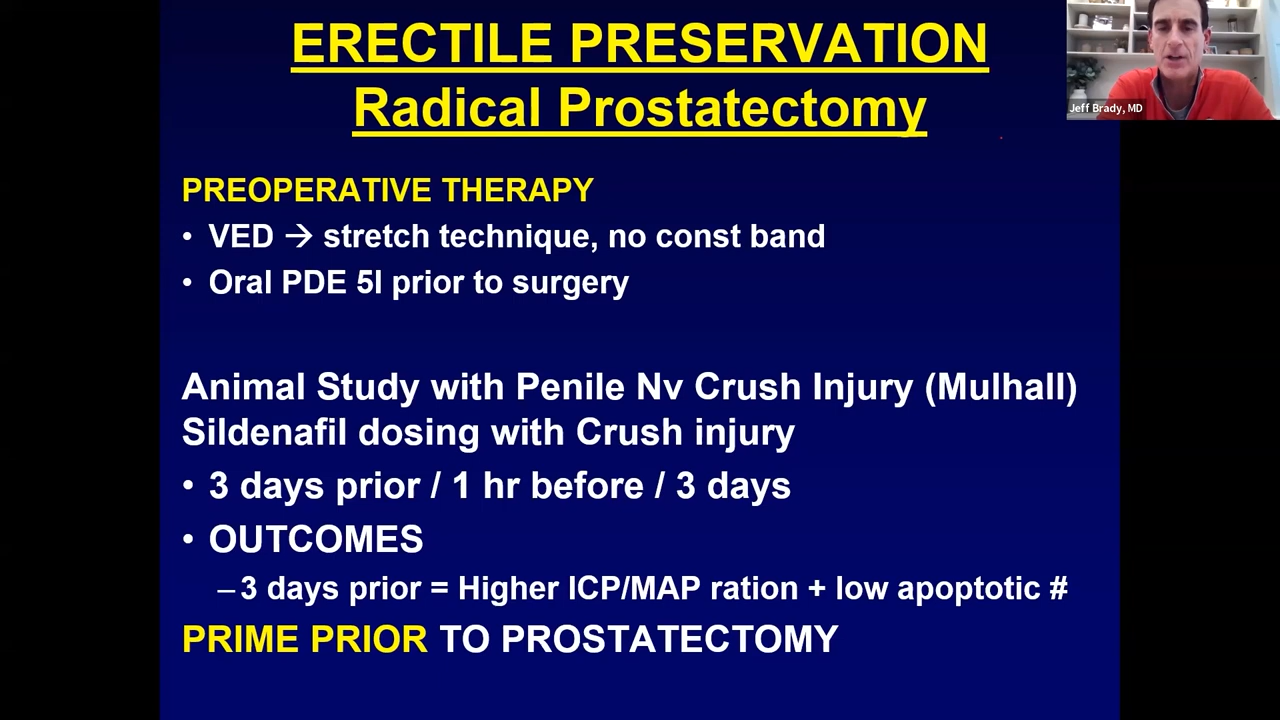 ERECTILE PRESERVATION
Radical Prostatectomy
Jeff Brady, MD
PREOPERATIVE THERAPY
• VED → stretch technique, no const band
• Oral PDE 5I prior to surgery
Animal Study with Penile Nv Crush Injury (Mulhall)
Sildenafil dosing with Crush injury
• 3 days prior / 1 hr before / 3 days
• OUTCOMES
– 3 days prior = Higher ICP/MAP ration + low apoptotic #
PRIME PRIOR TO PROSTATECTOMY